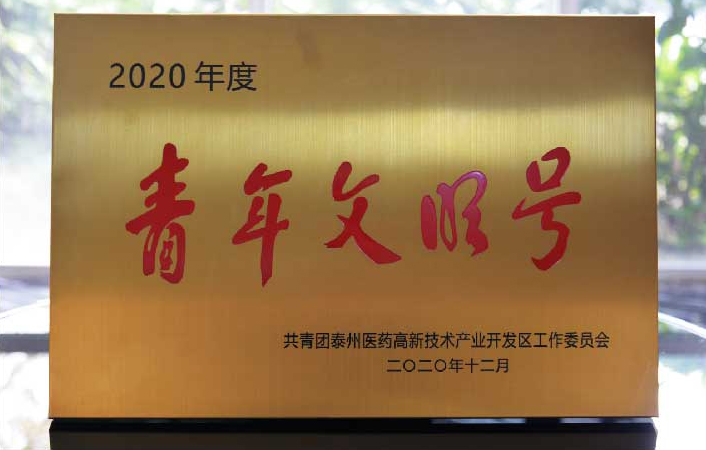 2020年度
青年文明号
共青团泰州医药高新技术产业开发区工作委员会
二〇二〇年十二月